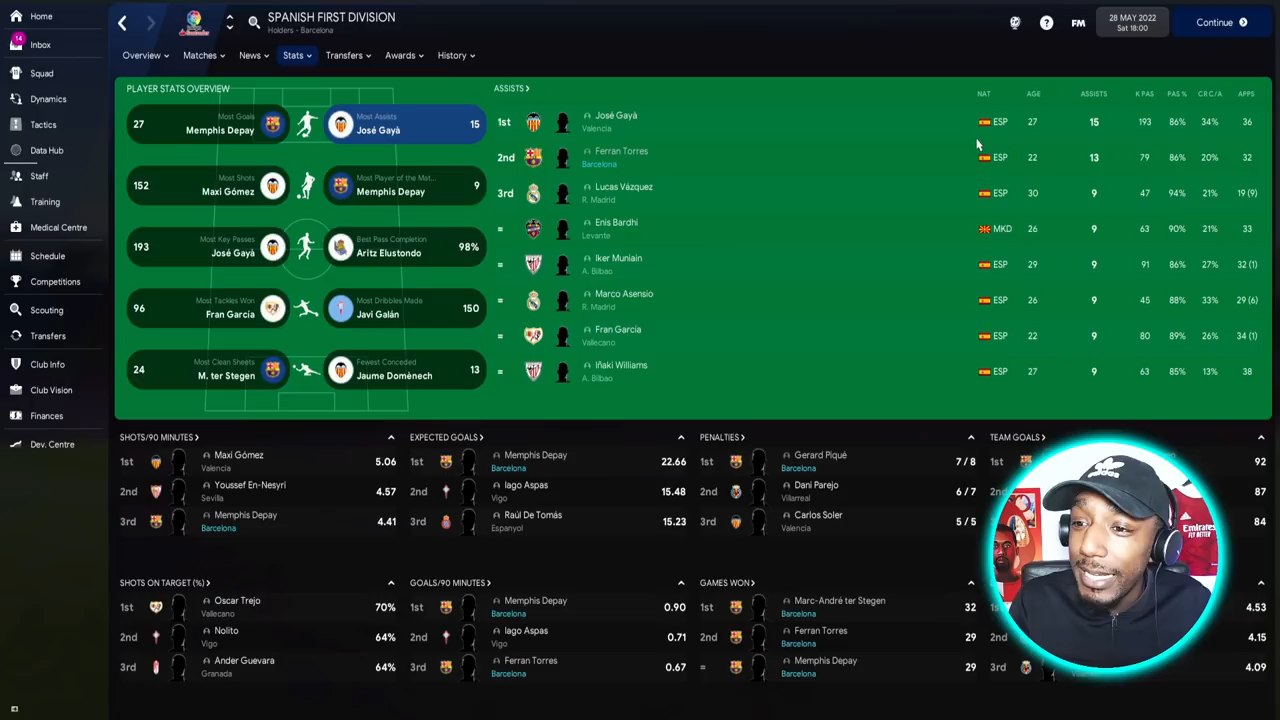 Home
SPANISH FIRST DIVISION
Holders - Barcelona
FM
28 MAY 2022
Sat 18:00
Continue
14
Inbox
Overview
Matches
News
Stats
Transfers
Awards
History
Squad
Dynamics
Tactics
Data Hub
Staff
Training
Medical Centre
Schedule
Competitions
Scouting
Transfers
Club Info
Club Vision
Finances
Dev. Centre
PLAYER STATS OVERVIEW
27 Most Goals
Memphis Depay
Most Assists
José Gayà 15
152 Most Shots
Maxi Gómez
Most Player of the Mat...
Memphis Depay 9
193 Most Key Passes
José Gayà
Best Pass Completion
Aritz Elustondo 98%
96 Most Tackles Won
Fran García
Most Dribbles Made
Javi Galán 150
24 Most Clean Sheets
M. ter Stegen
Fewest Conceded
Jaume Domènech 13
ASSISTS
NAT AGE ASSISTS K PAS PAS % CR C/A APPS
1st José Gayà ESP 27 15 193 86% 34% 36
Valencia
2nd Ferran Torres ESP 22 13 79 86% 20% 32
Barcelona
3rd Lucas Vázquez ESP 30 9 47 94% 21% 19 (9)
R. Madrid
= Enis Bardhi MKD 26 9 63 90% 21% 33
Levante
= Iker Muniain ESP 29 9 91 86% 27% 32 (1)
A. Bilbao
= Marco Asensio ESP 26 9 45 88% 33% 29 (6)
R. Madrid
= Fran García ESP 22 9 80 89% 26% 34 (1)
Vallecano
= Iñaki Williams ESP 27 9 63 85% 13% 38
A. Bilbao
SHOTS/90 MINUTES
1st Maxi Gómez 5.06
Valencia
2nd Youssef En-Nesyri 4.57
Sevilla
3rd Memphis Depay 4.41
Barcelona
EXPECTED GOALS
1st Memphis Depay 22.66
Barcelona
2nd Iago Aspas 15.48
Vigo
3rd Raúl De Tomás 15.23
Espanyol
PENALTIES
1st Gerard Piqué 7 / 8
Barcelona
2nd Dani Parejo 6 / 7
Villarreal
3rd Carlos Soler 5 / 5
Valencia
TEAM GOALS
1st 92
2nd 87
84
SHOTS ON TARGET (%)
1st Óscar Trejo 70%
Vallecano
2nd Nolito 64%
Vigo
3rd Ander Guevara 64%
Granada
GOALS/90 MINUTES
1st Memphis Depay 0.90
Barcelona
2nd Iago Aspas 0.71
Vigo
3rd Ferran Torres 0.67
Barcelona
GAMES WON
1st Marc-André ter Stegen 32
Barcelona
2nd Ferran Torres 29
Barcelona
= Memphis Depay 29
Barcelona
4.53
2nd 4.15
3rd 4.09
Emirates
FLY BETTER